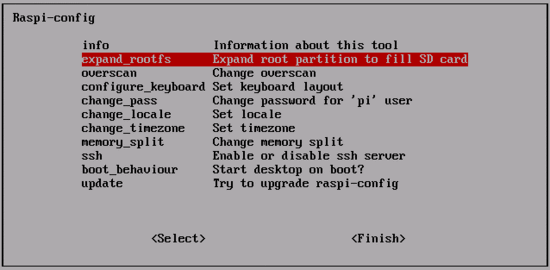 Raspi-config
info Information about this tool
expand_rootfs Expand root partition to fill SD card
overscan Change overscan
configure_keyboard Set keyboard layout
change_pass Change password for 'pi' user
change_locale Set locale
change_timezone Set timezone
memory_split Change memory split
ssh Enable or disable ssh server
boot_behaviour Start desktop on boot?
update Try to upgrade raspi-config
<Select> <Finish>